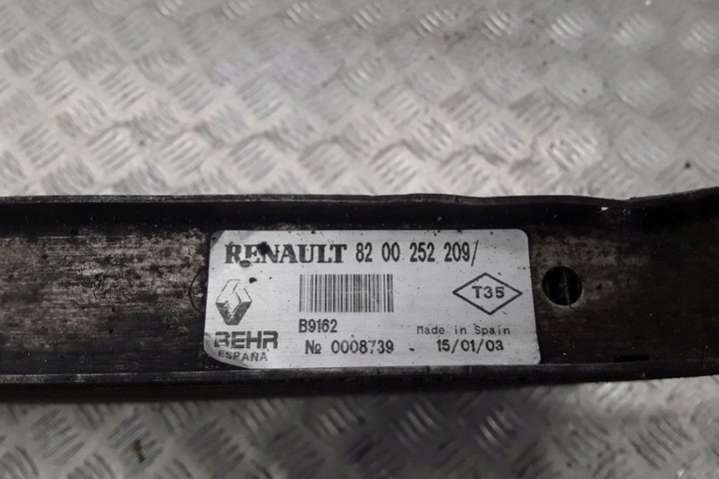 RENAULT 82 00 252 209/
T35
B9162
BEHR
ESPAÑA
Made in Spain
№ 0008739 - 15/01/03